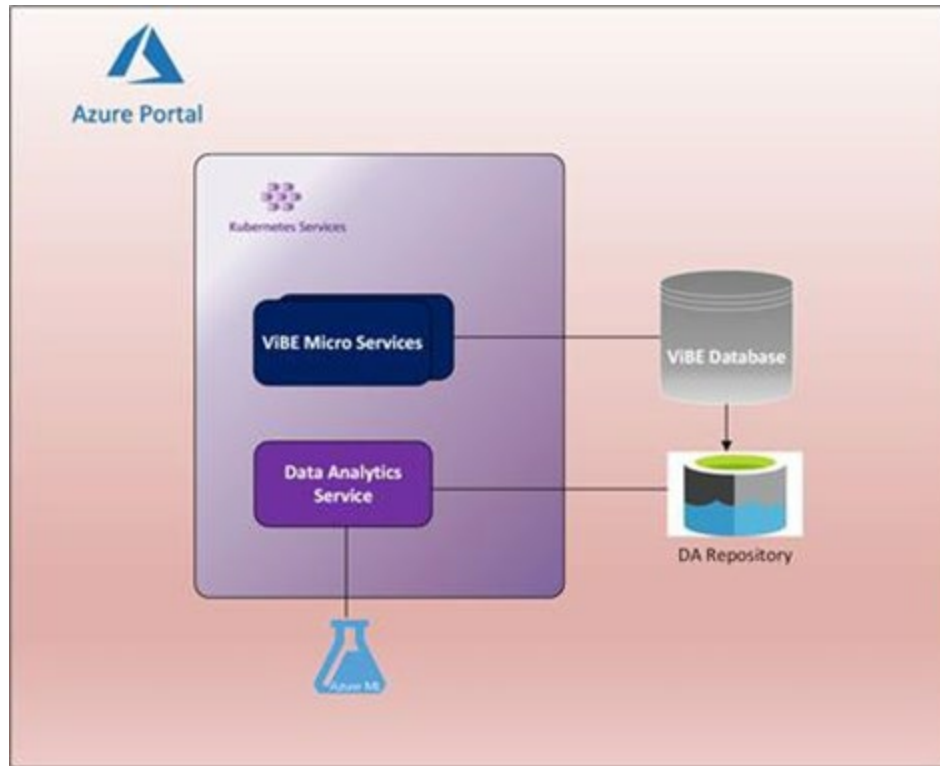 Azure Portal
Kubernetes Services
ViBE Micro Services
ViBE Database
Data Analytics
Service
DA Repository
Azure ML